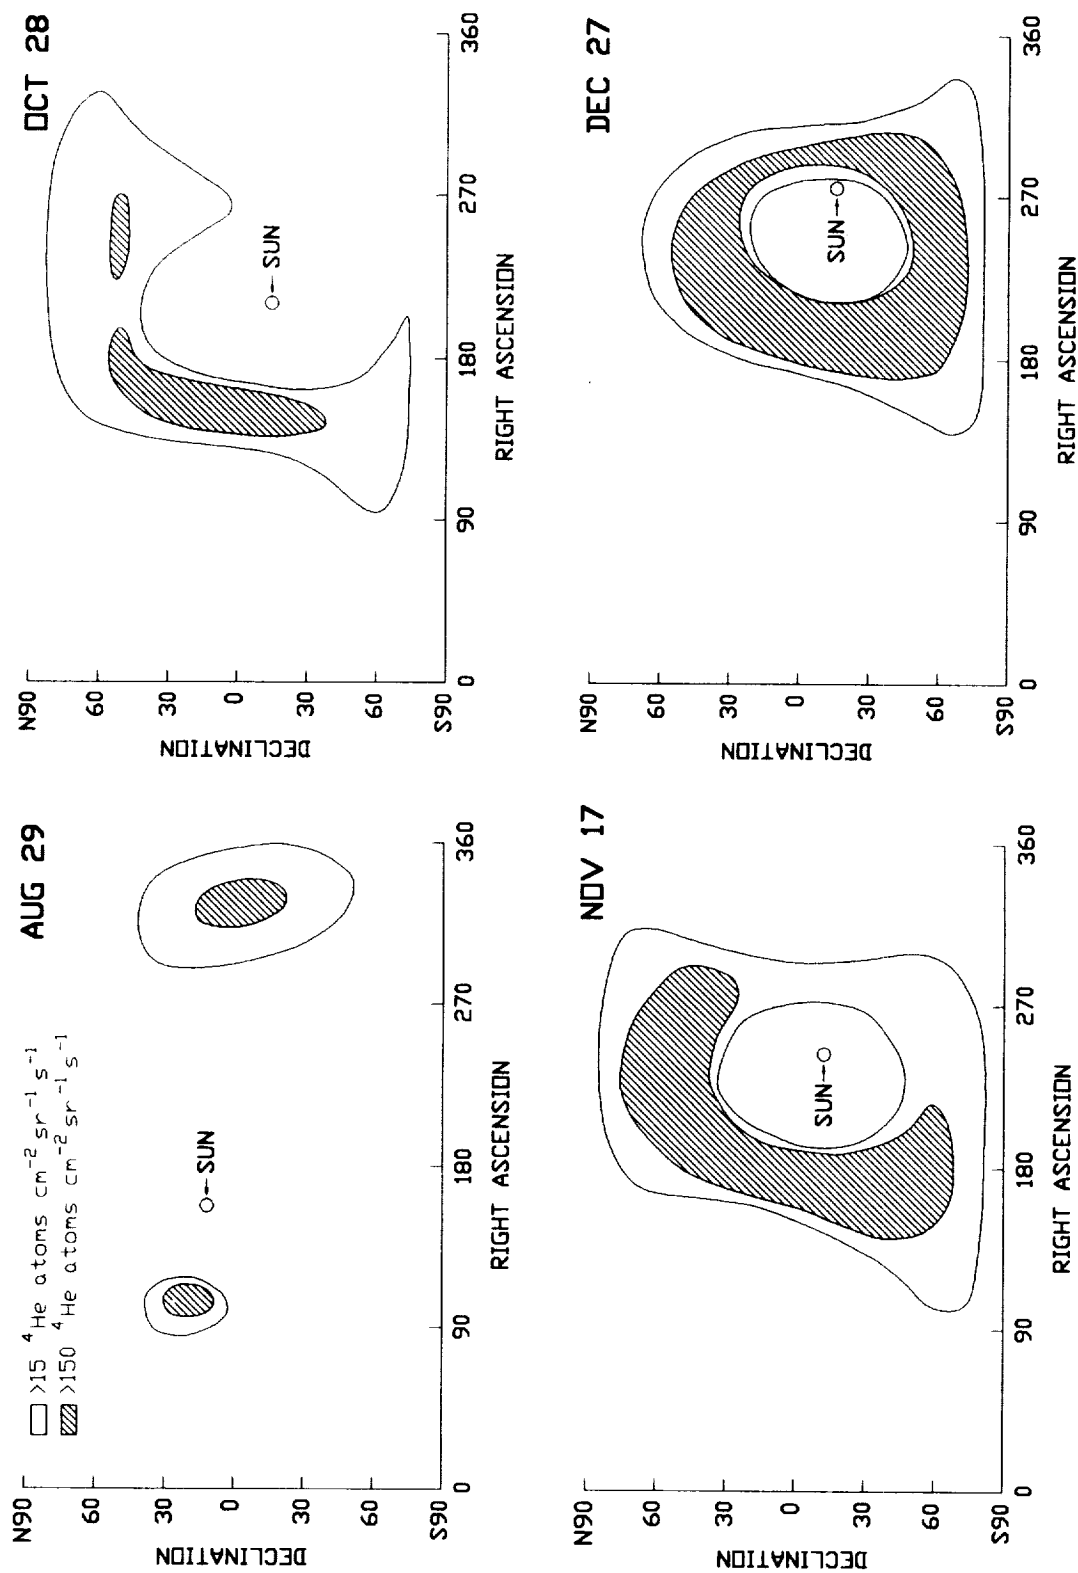 AUG 29
▯ >15 ⁴He atoms cm⁻² sr⁻¹ s⁻¹
▨ >150 ⁴He atoms cm⁻² sr⁻¹ s⁻¹
N90
60
30
0
30
60
S90
DECLINATION
SUN
0
90
180
270
360
RIGHT ASCENSION
OCT 28
N90
60
30
0
30
60
S90
DECLINATION
SUN
0
90
180
270
360
RIGHT ASCENSION
NOV 17
N90
60
30
0
30
60
S90
DECLINATION
SUN
0
90
180
270
360
RIGHT ASCENSION
DEC 27
N90
60
30
0
30
60
S90
DECLINATION
SUN
0
90
180
270
360
RIGHT ASCENSION